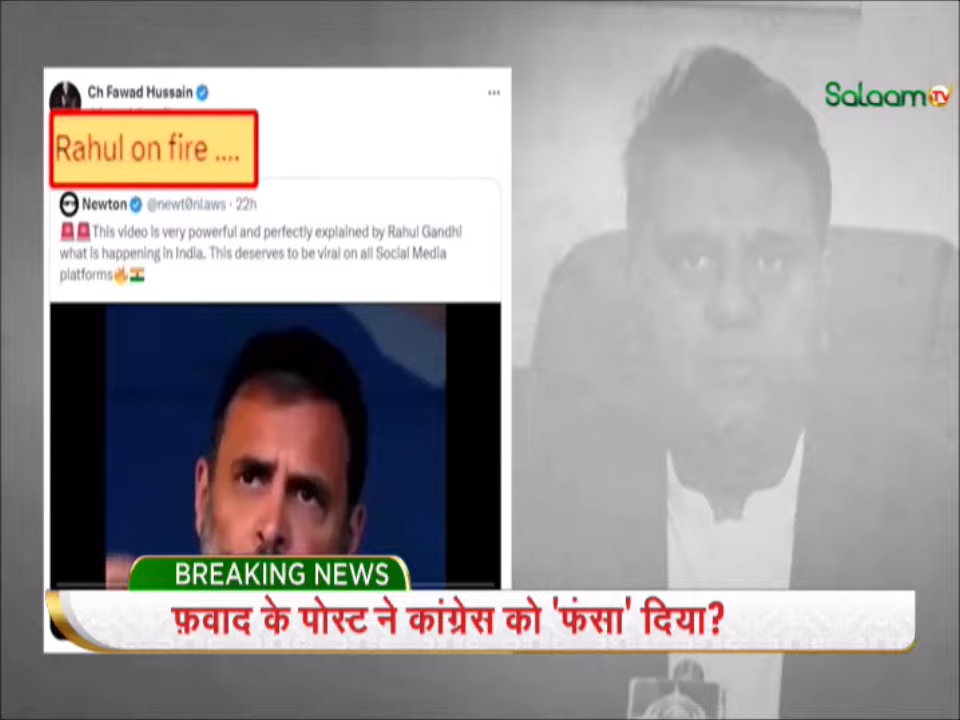 Ch Fawad Hussain
Salaam TV
Rahul on fire ....
Newton @newt0nlaws · 22h
🚨🚨This video is very powerful and perfectly explained by Rahul Gandhi
what is happening in India. This deserves to be viral on all Social Media
platforms🔥🇮🇳
BREAKING NEWS
फ़वाद के पोस्ट ने कांग्रेस को 'फंसा' दिया?